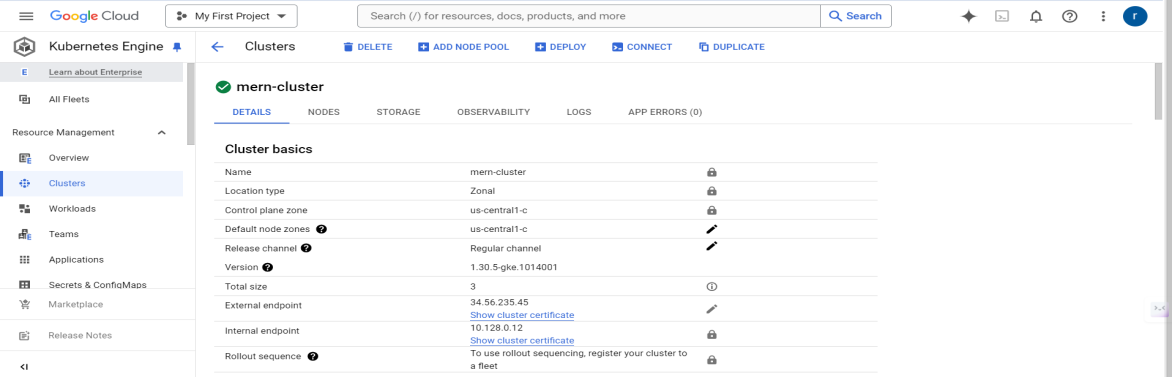 Google Cloud
My First Project
Search (/) for resources, docs, products, and more
Search
r
Kubernetes Engine
Clusters
DELETE
ADD NODE POOL
DEPLOY
CONNECT
DUPLICATE
E Learn about Enterprise
All Fleets
Resource Management
Overview
Clusters
Workloads
Teams
Applications
Secrets & ConfigMaps
Marketplace
Release Notes
mern-cluster
DETAILS NODES STORAGE OBSERVABILITY LOGS APP ERRORS (0)
Cluster basics
Name mern-cluster
Location type Zonal
Control plane zone us-central1-c
Default node zones us-central1-c
Release channel Regular channel
Version 1.30.5-gke.1014001
Total size 3
External endpoint 34.56.235.45
Show cluster certificate
Internal endpoint 10.128.0.12
Show cluster certificate
Rollout sequence To use rollout sequencing, register your cluster to
a fleet